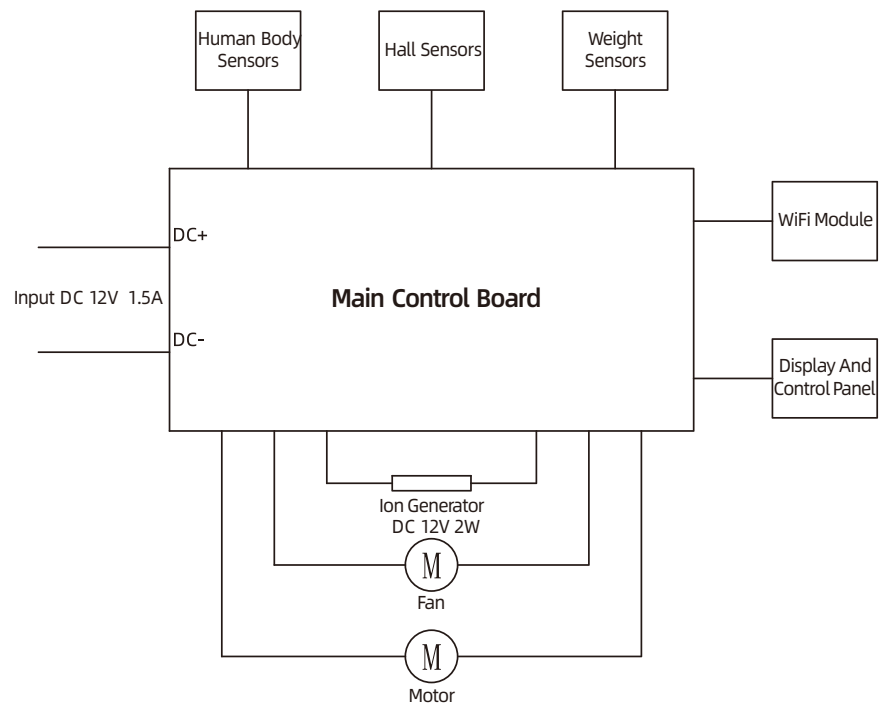 Human Body
Sensors
Hall Sensors
Weight
Sensors
WiFi Module
DC+
Input DC 12V 1.5A
Main Control Board
DC-
Display And
Control Panel
Ion Generator
DC 12V 2W
M
Fan
M
Motor